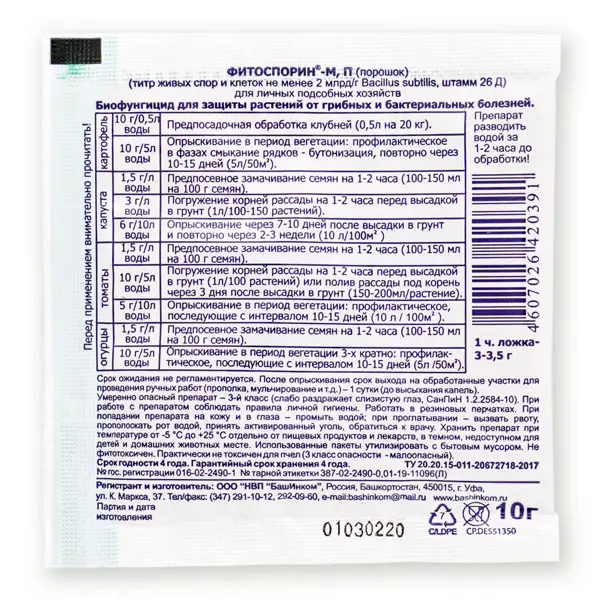 ФИТОСПОРИН®-М, П (порошок)
(титр живых спор и клеток не менее 2 млрд/г Bacillus subtilis, штамм 26 Д)
для личных подсобных хозяйств
Биофунгицид для защиты растений от грибных и бактериальных болезней.
Перед применением внимательно прочитать!
картофель
10 г/0,5л воды
Предпосадочная обработка клубней (0,5л на 20 кг).
10 г/5л воды
Опрыскивание в период вегетации: профилактическое
в фазах смыкание рядков - бутонизация, повторно через
10-15 дней (5л/50м²).
капуста
1,5 г/л воды
Предпосевное замачивание семян на 1-2 часа (100-150 мл
на 100 г семян).
3 г/л воды
Погружение корней рассады на 1-2 часа перед высадкой
в грунт (1л/100-150 растений).
6 г/10л воды
Опрыскивание через 7-10 дней после высадки в грунт
и повторно через 2-3 недели (10 л/100м²)
томаты
1,5 г/л воды
Предпосевное замачивание семян на 1-2 часа (100-150 мл
на 100 г семян).
10 г/5л воды
Погружение корней рассады на 1-2 часа перед высадкой
в грунт (1л/100 растений) или полив рассады под корень
через 3 дня после высадки в грунт (150-200мл/растение).
5 г/10л воды
Опрыскивание в период вегетации: профилактическое,
последующие с интервалом 10-15 дней (10 л / 100м²).
огурцы
1,5 г/л воды
Предпосевное замачивание семян на 1-2 часа (100-150 мл
на 100 г семян).
10 г/5л воды
Опрыскивание в период вегетации 3-х кратно: профилак-
тическое, последующие с интервалом 10-15 дней (5л /50м²).
Препарат
разводить
водой за
1-2 часа до
обработки!
4607026420391
1 ч. ложка-
3-3,5 г
Срок ожидания не регламентируется. После опрыскивания срок выхода на обработанные участки для
проведения ручных работ (прополка, мульчирование и т.д.) – 1 сутки (до высыхания капель).
Умеренно опасный препарат – 3-й класс (слабо раздражает слизистую глаз, СанПиН 1.2.2584-10). При
работе с препаратом соблюдать правила личной гигиены. Работать в резиновых перчатках. При
попадании препарата на кожу и в глаза – промыть водой, при проглатывании – вызвать рвоту,
прополоскать рот водой, принять активированный уголь, обратиться к врачу. Хранить препарат при
температуре от -5 °С до +25 °С отдельно от пищевых продуктов и лекарств, в темном, недоступном для
детей и домашних животных месте. Использованные пакеты утилизировать с бытовым мусором. Не
фитотоксичен. Практически не токсичен для пчел (3 класс опасности - малоопасный).
Срок годности 4 года. Гарантийный срок хранения 4 года. ТУ 20.20.15-011-20672718-2017
№ гос. регистрации 016-02-2490-1 № тарной этикетки 387-02-2490-0,01-19-11096(Л)
Регистрант и изготовитель: ООО "НВП "БашИнком", Россия, Башкортостан, 450015, г. Уфа,
ул. К. Маркса, 37. Тел/факс: (347) 291-10-12, 292-09-60, e-mail: bashinkom@mail.ru www.bashinkom.ru
Партия и дата
изготовления
01030220
7
C/LDPE
CP.DES51350
10г